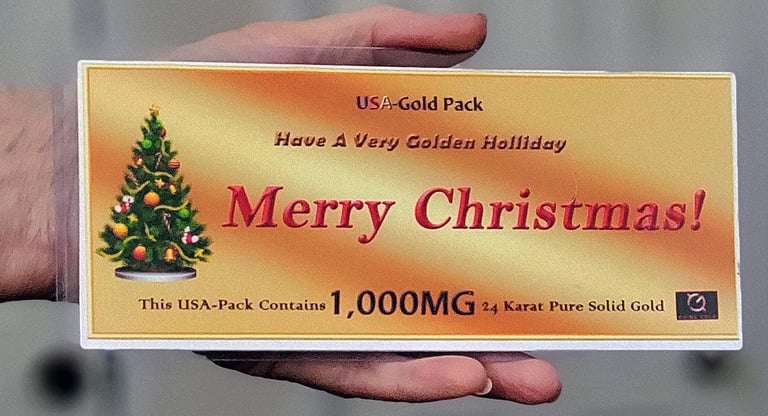 USA-Gold Pack
Have A Very Golden Holliday
Merry Christmas!
This USA-Pack Contains 1,000MG 24 Karat Pure Solid Gold